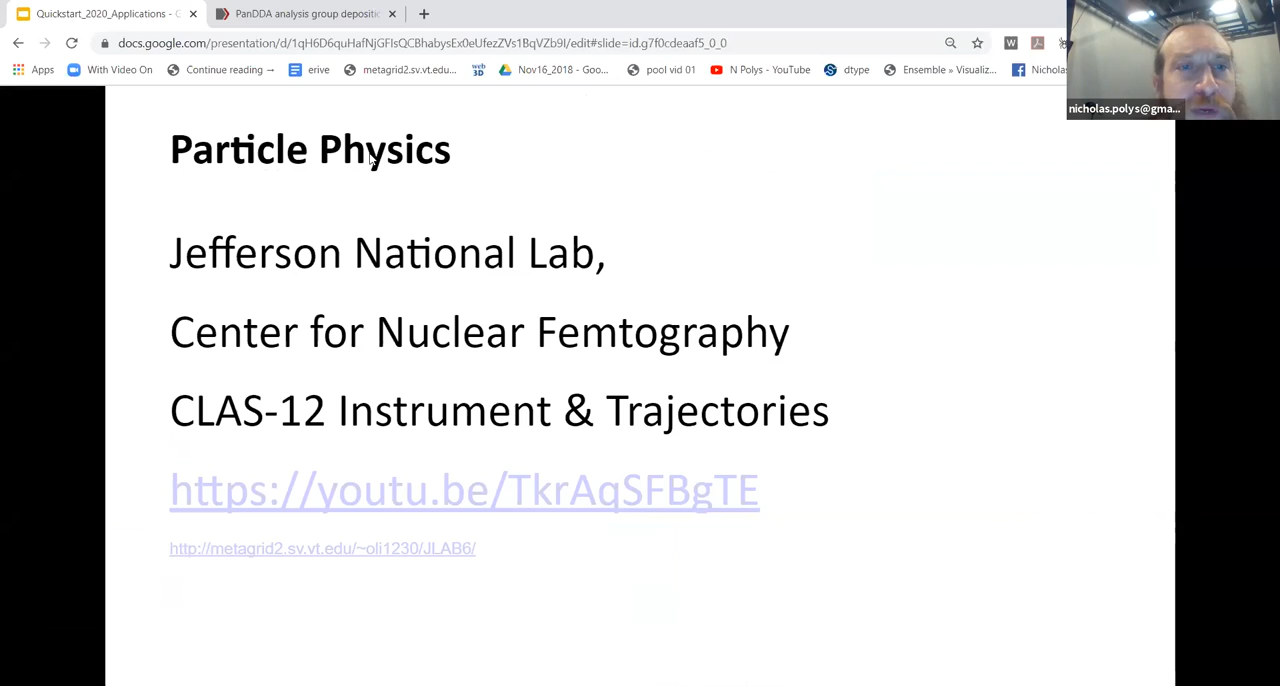 Quickstart_2020_Applications - G
PanDDA analysis group depositio
docs.google.com/presentation/d/1qH6D6quHafNjGFIsQCBhabysEx0eUfezZVs1BqVZb9I/edit#slide=id.g7f0cdeaaf5_0_0
Apps
With Video On
Continue reading →
erive
metagrid2.sv.vt.edu...
Nov16_2018 - Goo...
pool vid 01
N Polys - YouTube
dtype
Ensemble » Visualiz...
Nicholas
nicholas.polys@gma...
Particle Physics
Jefferson National Lab,
Center for Nuclear Femtography
CLAS-12 Instrument & Trajectories
https://youtu.be/TkrAqSFBgTE
http://metagrid2.sv.vt.edu/~oli1230/JLAB6/